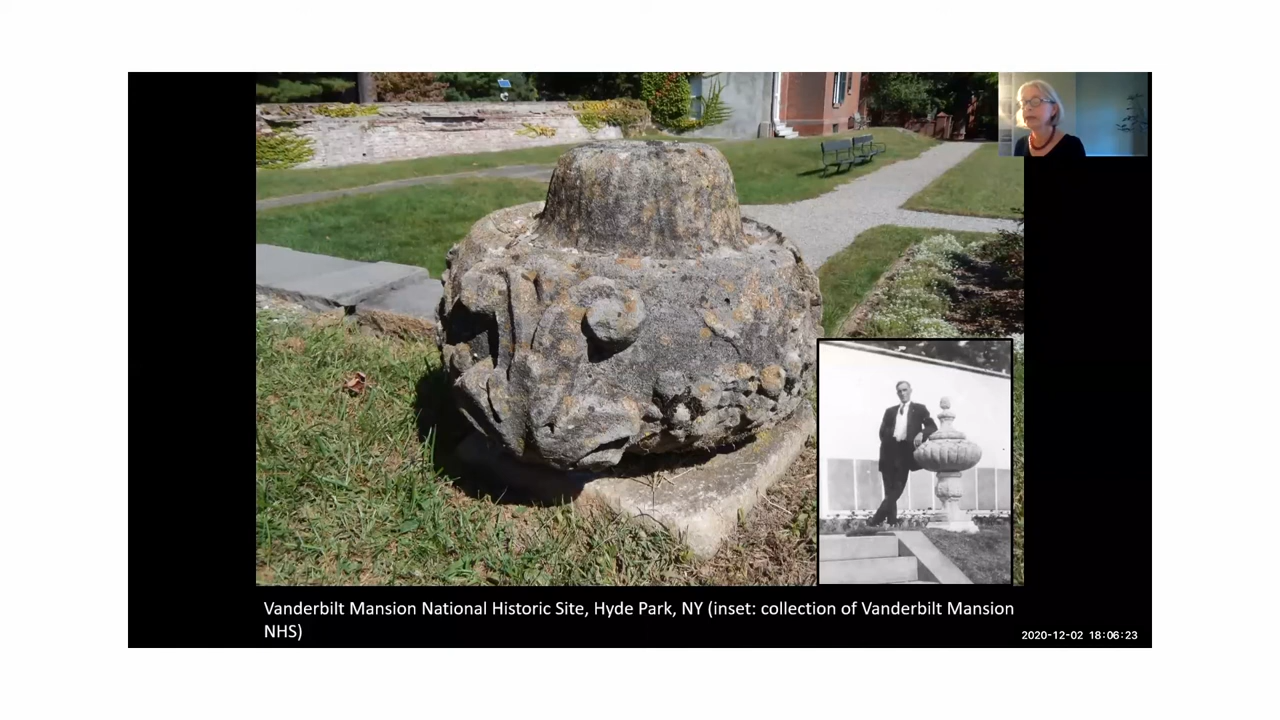 Vanderbilt Mansion National Historic Site, Hyde Park, NY (inset: collection of Vanderbilt Mansion
NHS)
2020-12-02 18:06:23